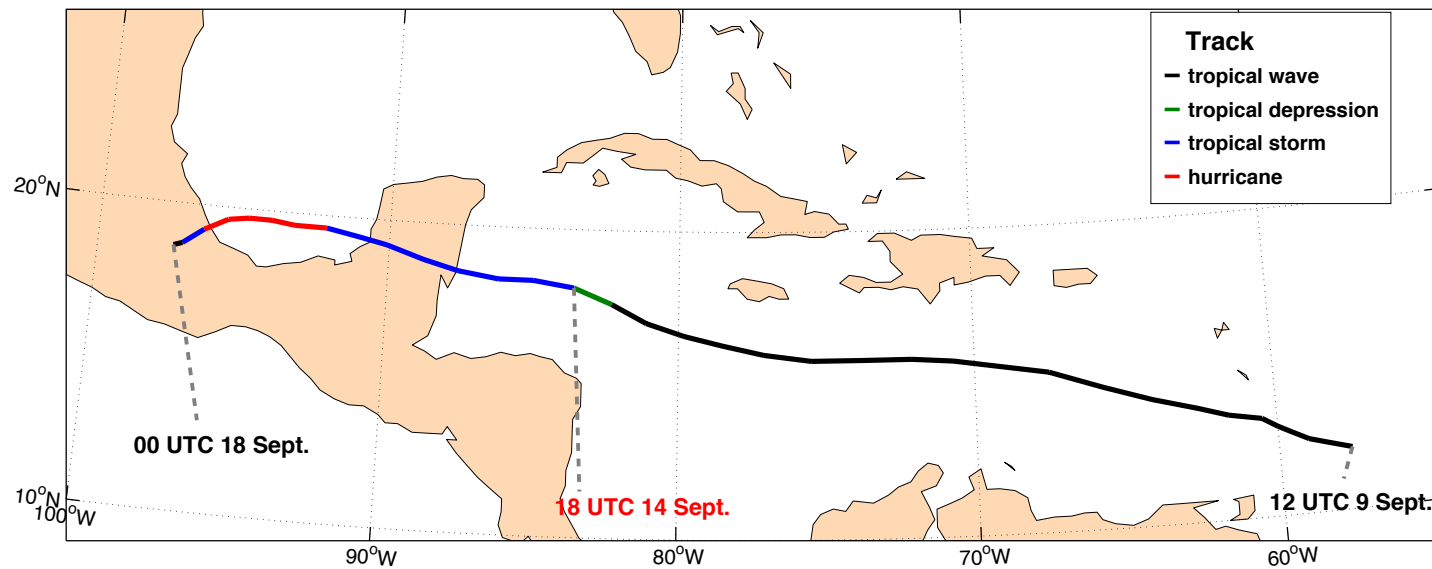 Track
tropical wave
tropical depression
tropical storm
hurricane
20°N
10°N
100°W
90°W
80°W
70°W
60°W
00 UTC 18 Sept.
18 UTC 14 Sept.
12 UTC 9 Sept.